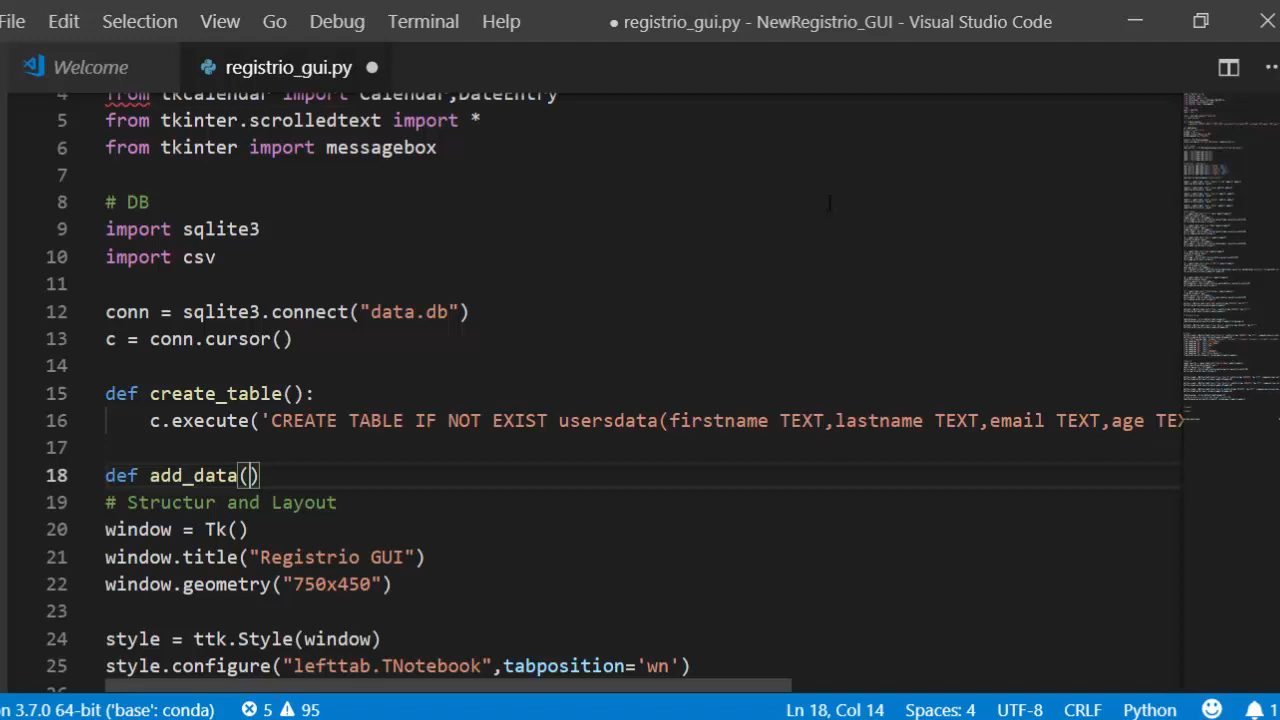 File Edit Selection View Go Debug Terminal Help ● registrio_gui.py - NewRegistrio_GUI - Visual Studio Code
Welcome registrio_gui.py ●
4 from tkcalendar import Calendar,DateEntry
5 from tkinter.scrolledtext import *
6 from tkinter import messagebox
7
8 # DB
9 import sqlite3
10 import csv
11
12 conn = sqlite3.connect("data.db")
13 c = conn.cursor()
14
15 def create_table():
16 c.execute('CREATE TABLE IF NOT EXIST usersdata(firstname TEXT,lastname TEXT,email TEXT,age TEX
17
18 def add_data()
19 # Structur and Layout
20 window = Tk()
21 window.title("Registrio GUI")
22 window.geometry("750x450")
23
24 style = ttk.Style(window)
25 style.configure("lefttab.TNotebook",tabposition='wn')
n 3.7.0 64-bit ('base': conda) 5 95 Ln 18, Col 14 Spaces: 4 UTF-8 CRLF Python 1